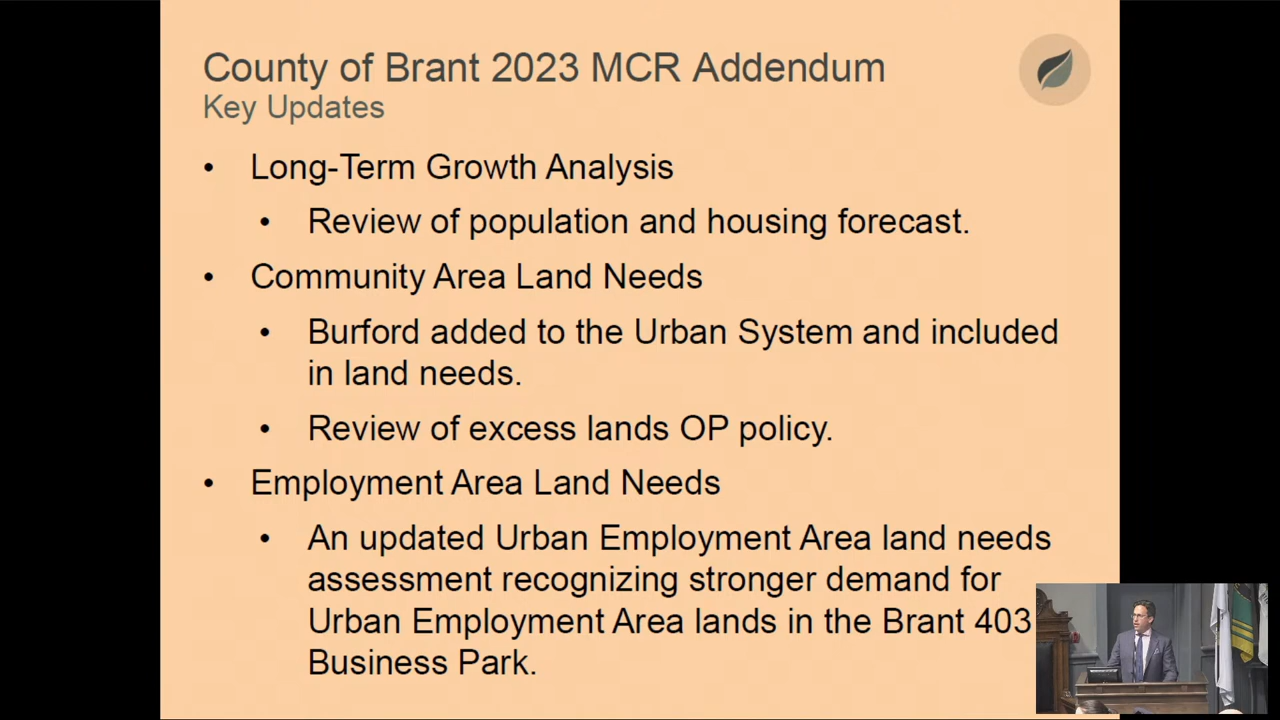 County of Brant 2023 MCR Addendum
Key Updates
• Long-Term Growth Analysis
• Review of population and housing forecast.
• Community Area Land Needs
• Burford added to the Urban System and included
in land needs.
• Review of excess lands OP policy.
• Employment Area Land Needs
• An updated Urban Employment Area land needs
assessment recognizing stronger demand for
Urban Employment Area lands in the Brant 403
Business Park.